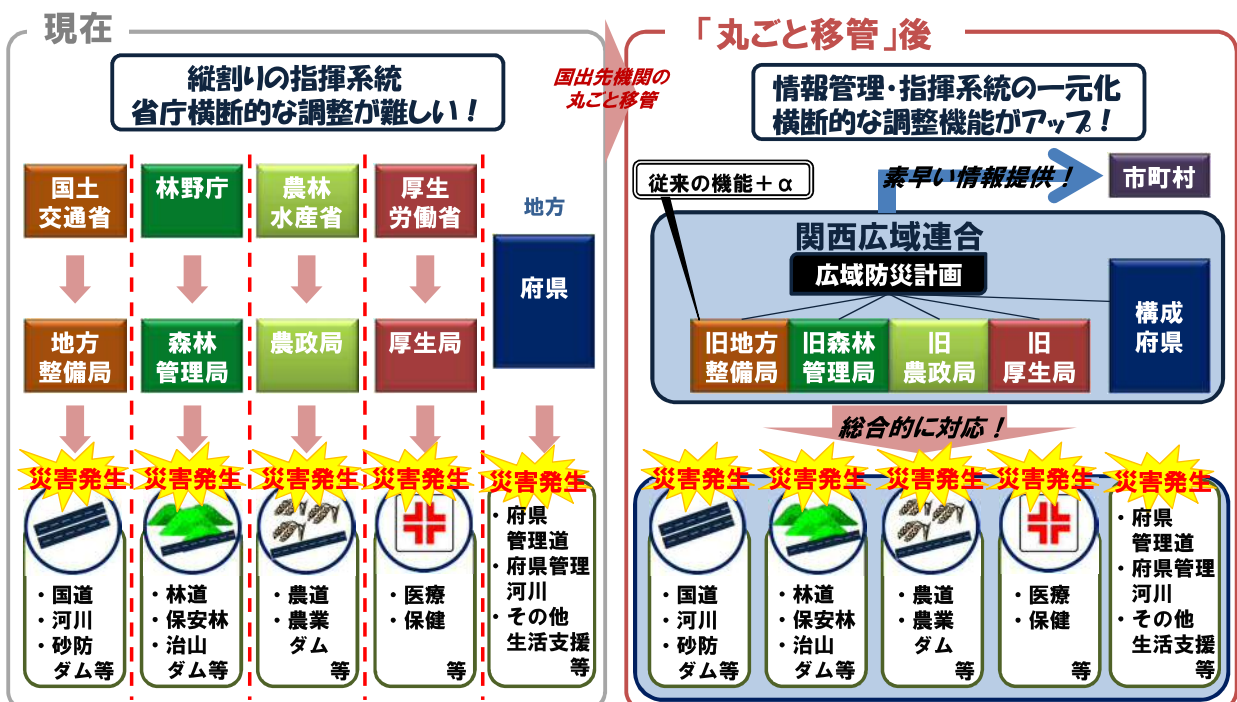 現在
縦割りの指揮系統
省庁横断的な調整が難しい！
国土
交通省
林野庁
農林
水産省
厚生
労働省
地方
府県
地方
整備局
森林
管理局
農政局
厚生局
災害発生
災害発生
災害発生
災害発生
災害発生
・国道
・河川
・砂防
ダム等
・林道
・保安林
・治山
ダム等
・農道
・農業
ダム
等
・医療
・保健
等
・府県
管理道
・府県管理
河川
・その他
生活支援
等
国出先機関の
丸ごと移管
「丸ごと移管」後
情報管理・指揮系統の一元化
横断的な調整機能がアップ！
従来の機能＋α
素早い情報提供！
市町村
関西広域連合
広域防災計画
旧地方
整備局
旧森林
管理局
旧
農政局
旧
厚生局
構成
府県
総合的に対応！
災害発生
災害発生
災害発生
災害発生
災害発生
・国道
・河川
・砂防
ダム等
・林道
・保安林
・治山
ダム等
・農道
・農業
ダム
等
・医療
・保健
等
・府県
管理道
・府県管理
河川
・その他
生活支援
等